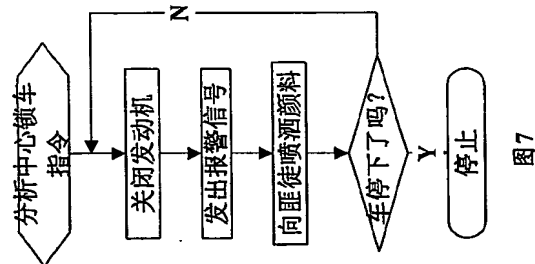 分析中心锁车
指令
关闭发动机
发出报警信号
向匪徒喷洒颜料
车停下了吗?
N
Y
停止
图7